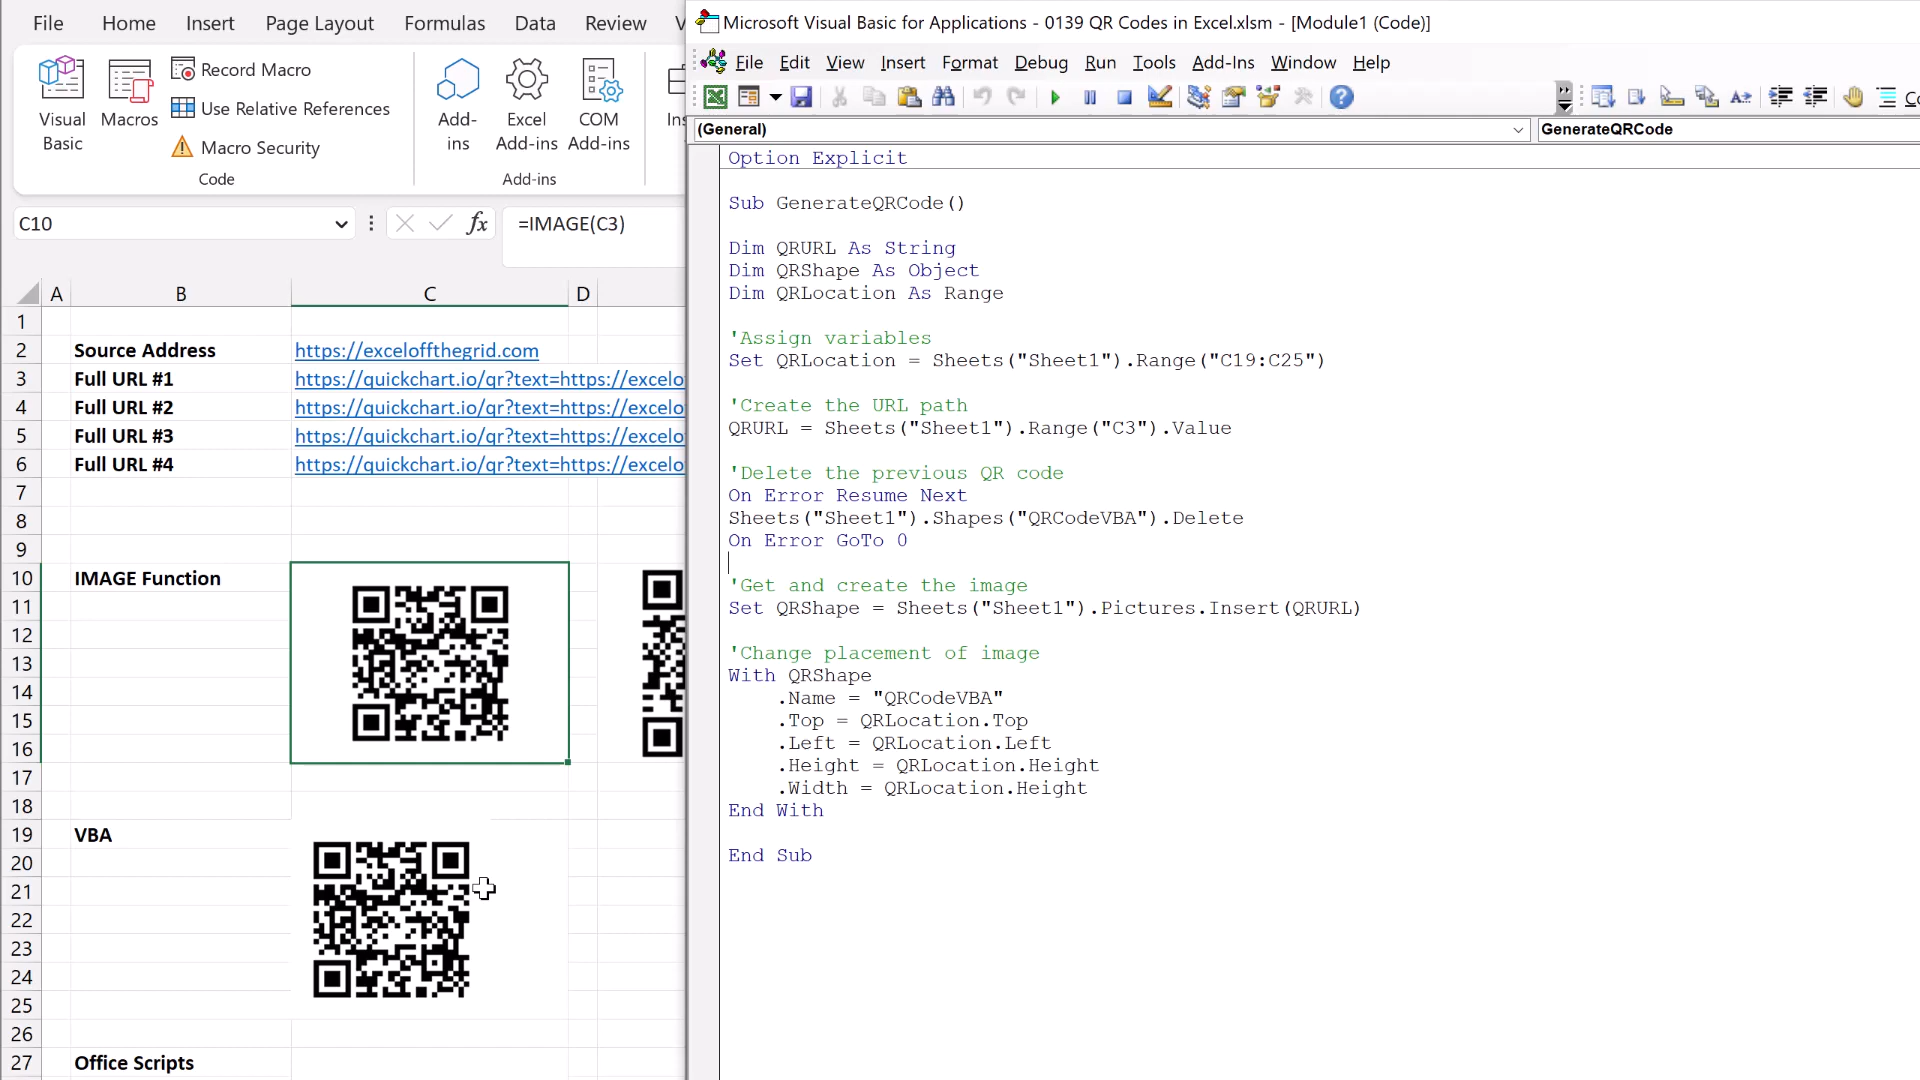 File Home Insert Page Layout Formulas Data Review
Visual Basic
Macros
Record Macro
Use Relative References
Macro Security
Code
Add-ins
Excel Add-ins
COM Add-ins
Add-ins
C10
fx
=IMAGE(C3)
A B C D
1
2 Source Address https://exceloffthegrid.com
3 Full URL #1 https://quickchart.io/qr?text=https://excelo
4 Full URL #2 https://quickchart.io/qr?text=https://excelo
5 Full URL #3 https://quickchart.io/qr?text=https://excelo
6 Full URL #4 https://quickchart.io/qr?text=https://excelo
7
8
9
10 IMAGE Function
11
12
13
14
15
16
17
18
19 VBA
20
21
22
23
24
25
26
27 Office Scripts
Microsoft Visual Basic for Applications - 0139 QR Codes in Excel.xlsm - [Module1 (Code)]
File Edit View Insert Format Debug Run Tools Add-Ins Window Help
(General)
GenerateQRCode
Option Explicit
Sub GenerateQRCode()
Dim QRURL As String
Dim QRShape As Object
Dim QRLocation As Range
'Assign variables
Set QRLocation = Sheets("Sheet1").Range("C19:C25")
'Create the URL path
QRURL = Sheets("Sheet1").Range("C3").Value
'Delete the previous QR code
On Error Resume Next
Sheets("Sheet1").Shapes("QRCodeVBA").Delete
On Error GoTo 0
'Get and create the image
Set QRShape = Sheets("Sheet1").Pictures.Insert(QRURL)
'Change placement of image
With QRShape
.Name = "QRCodeVBA"
.Top = QRLocation.Top
.Left = QRLocation.Left
.Height = QRLocation.Height
.Width = QRLocation.Height
End With
End Sub